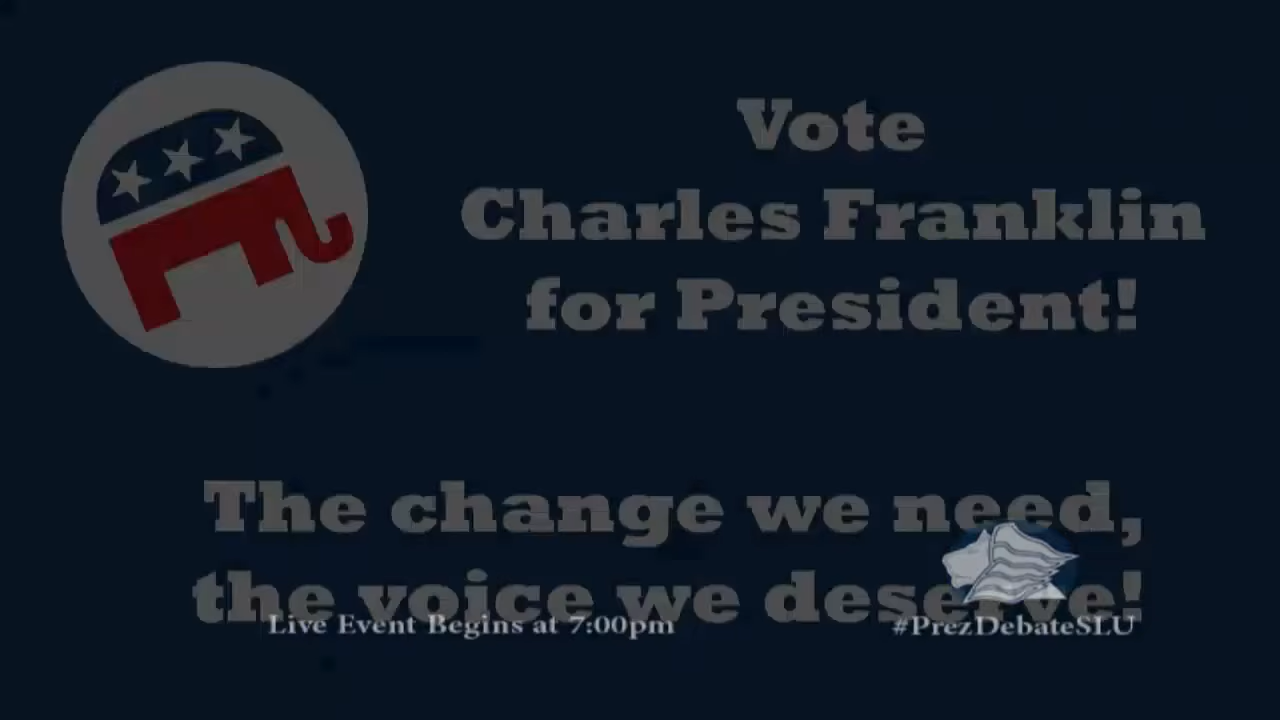 Vote
Charles Franklin
for President!
The change we need,
the voice we deserve!
Live Event Begins at 7:00pm
#PrezDebateSLU